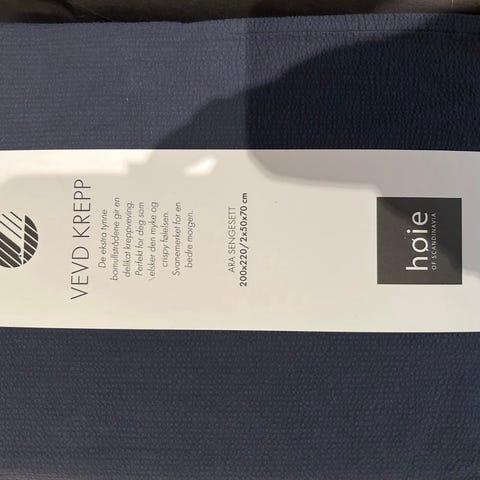 VEVD KREPP
De ekstra tynne
bomullstrådene gir en
delikat kreppveving.
Perfekt for deg som
elsker den myke og
crispy følelsen.
Svanemerket for en
bedre morgen.
ARA SENGESETT
200x220/2x50x70 cm
høie
OF SCANDINAVIA